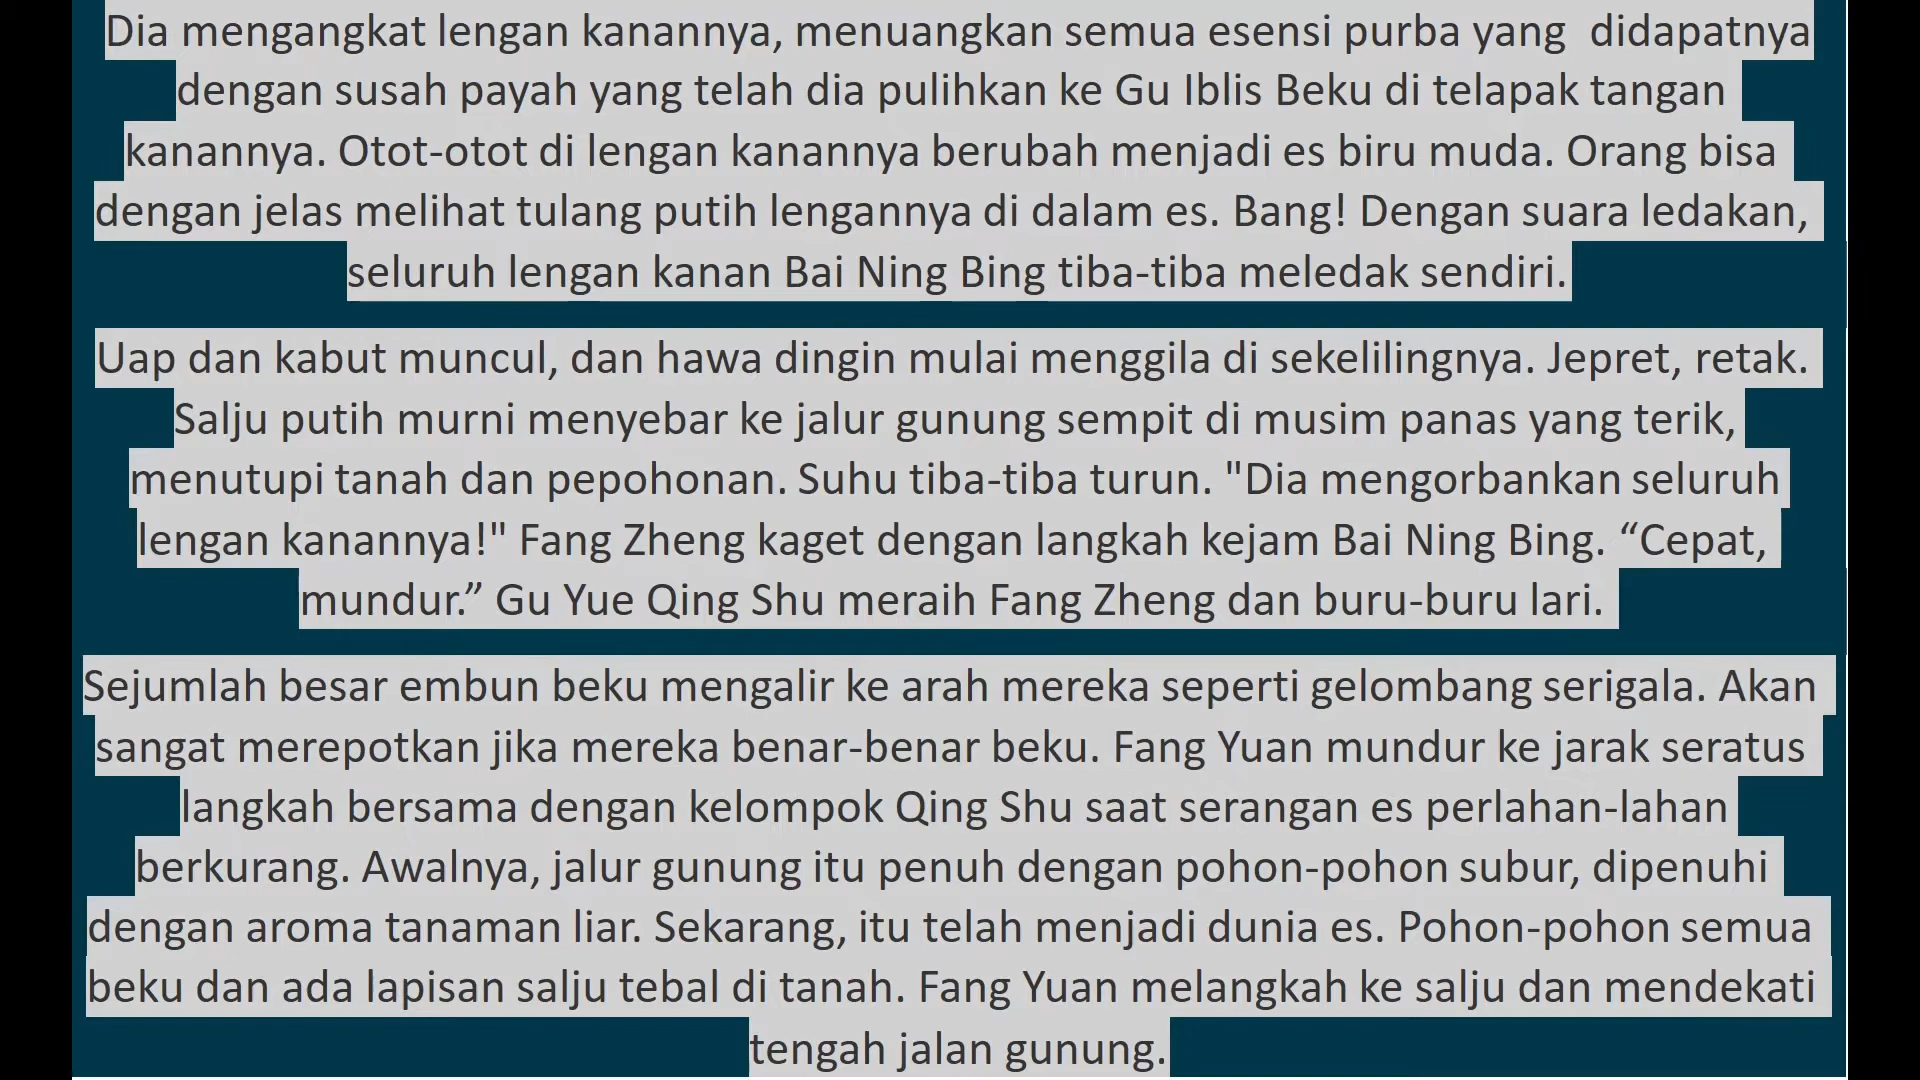 Dia mengangkat lengan kanannya, menuangkan semua esensi purba yang  didapatnya
dengan susah payah yang telah dia pulihkan ke Gu Iblis Beku di telapak tangan
kanannya. Otot-otot di lengan kanannya berubah menjadi es biru muda. Orang bisa
dengan jelas melihat tulang putih lengannya di dalam es. Bang! Dengan suara ledakan,
seluruh lengan kanan Bai Ning Bing tiba-tiba meledak sendiri.
Uap dan kabut muncul, dan hawa dingin mulai menggila di sekelilingnya. Jepret, retak.
Salju putih murni menyebar ke jalur gunung sempit di musim panas yang terik,
menutupi tanah dan pepohonan. Suhu tiba-tiba turun. "Dia mengorbankan seluruh
lengan kanannya!" Fang Zheng kaget dengan langkah kejam Bai Ning Bing. “Cepat,
mundur.” Gu Yue Qing Shu meraih Fang Zheng dan buru-buru lari.
Sejumlah besar embun beku mengalir ke arah mereka seperti gelombang serigala. Akan
sangat merepotkan jika mereka benar-benar beku. Fang Yuan mundur ke jarak seratus
langkah bersama dengan kelompok Qing Shu saat serangan es perlahan-lahan
berkurang. Awalnya, jalur gunung itu penuh dengan pohon-pohon subur, dipenuhi
dengan aroma tanaman liar. Sekarang, itu telah menjadi dunia es. Pohon-pohon semua
beku dan ada lapisan salju tebal di tanah. Fang Yuan melangkah ke salju dan mendekati
tengah jalan gunung.